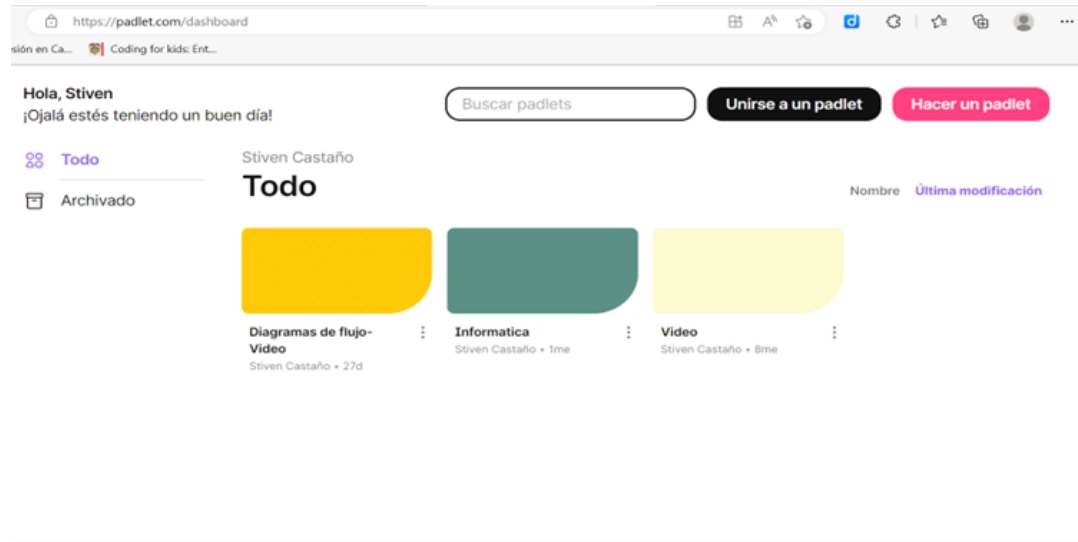 https://padlet.com/dashboard
sión en Ca... Coding for kids: Ent...
Hola, Stiven
¡Ojalá estés teniendo un buen día!
Buscar padlets
Unirse a un padlet
Hacer un padlet
Todo
Archivado
Stiven Castaño
Todo
Nombre Última modificación
Diagramas de flujo-
Video
Stiven Castaño • 27d
Informatica
Stiven Castaño • 1me
Video
Stiven Castaño • 8me